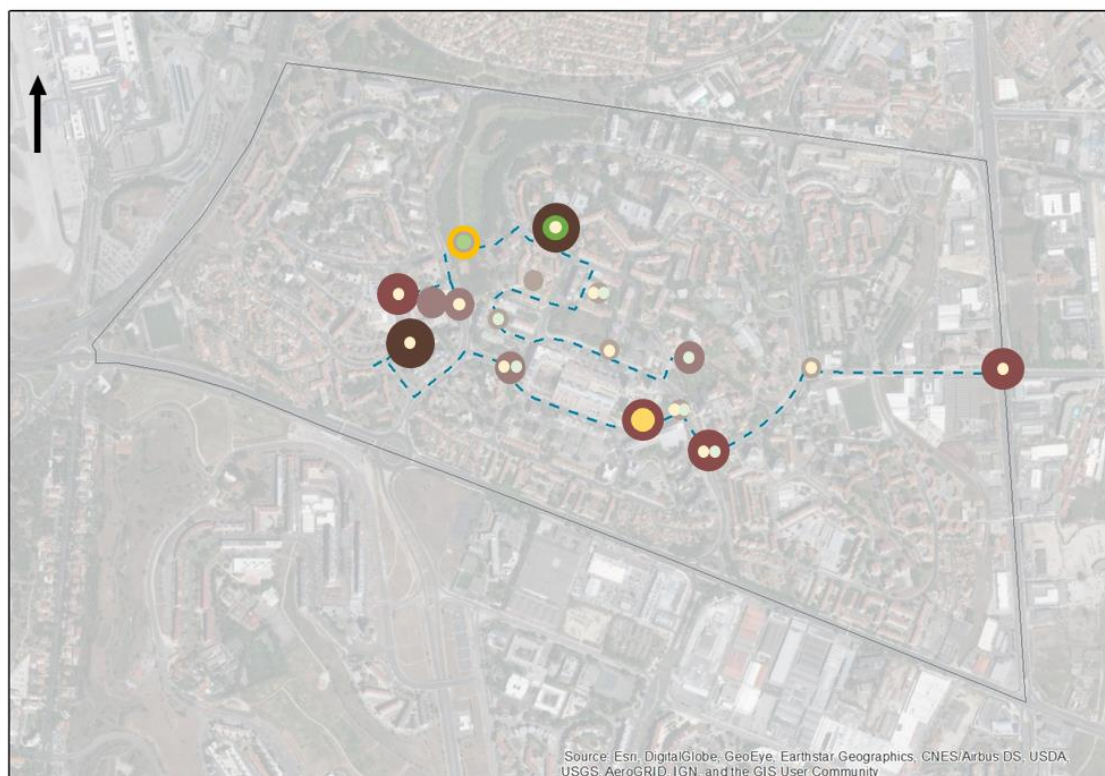 Source: Esri, DigitalGlobe, GeoEye, Earthstar Geographics, CNES/Airbus DS, USDA,
USGS, AeroGRID, IGN, and the GIS User Community